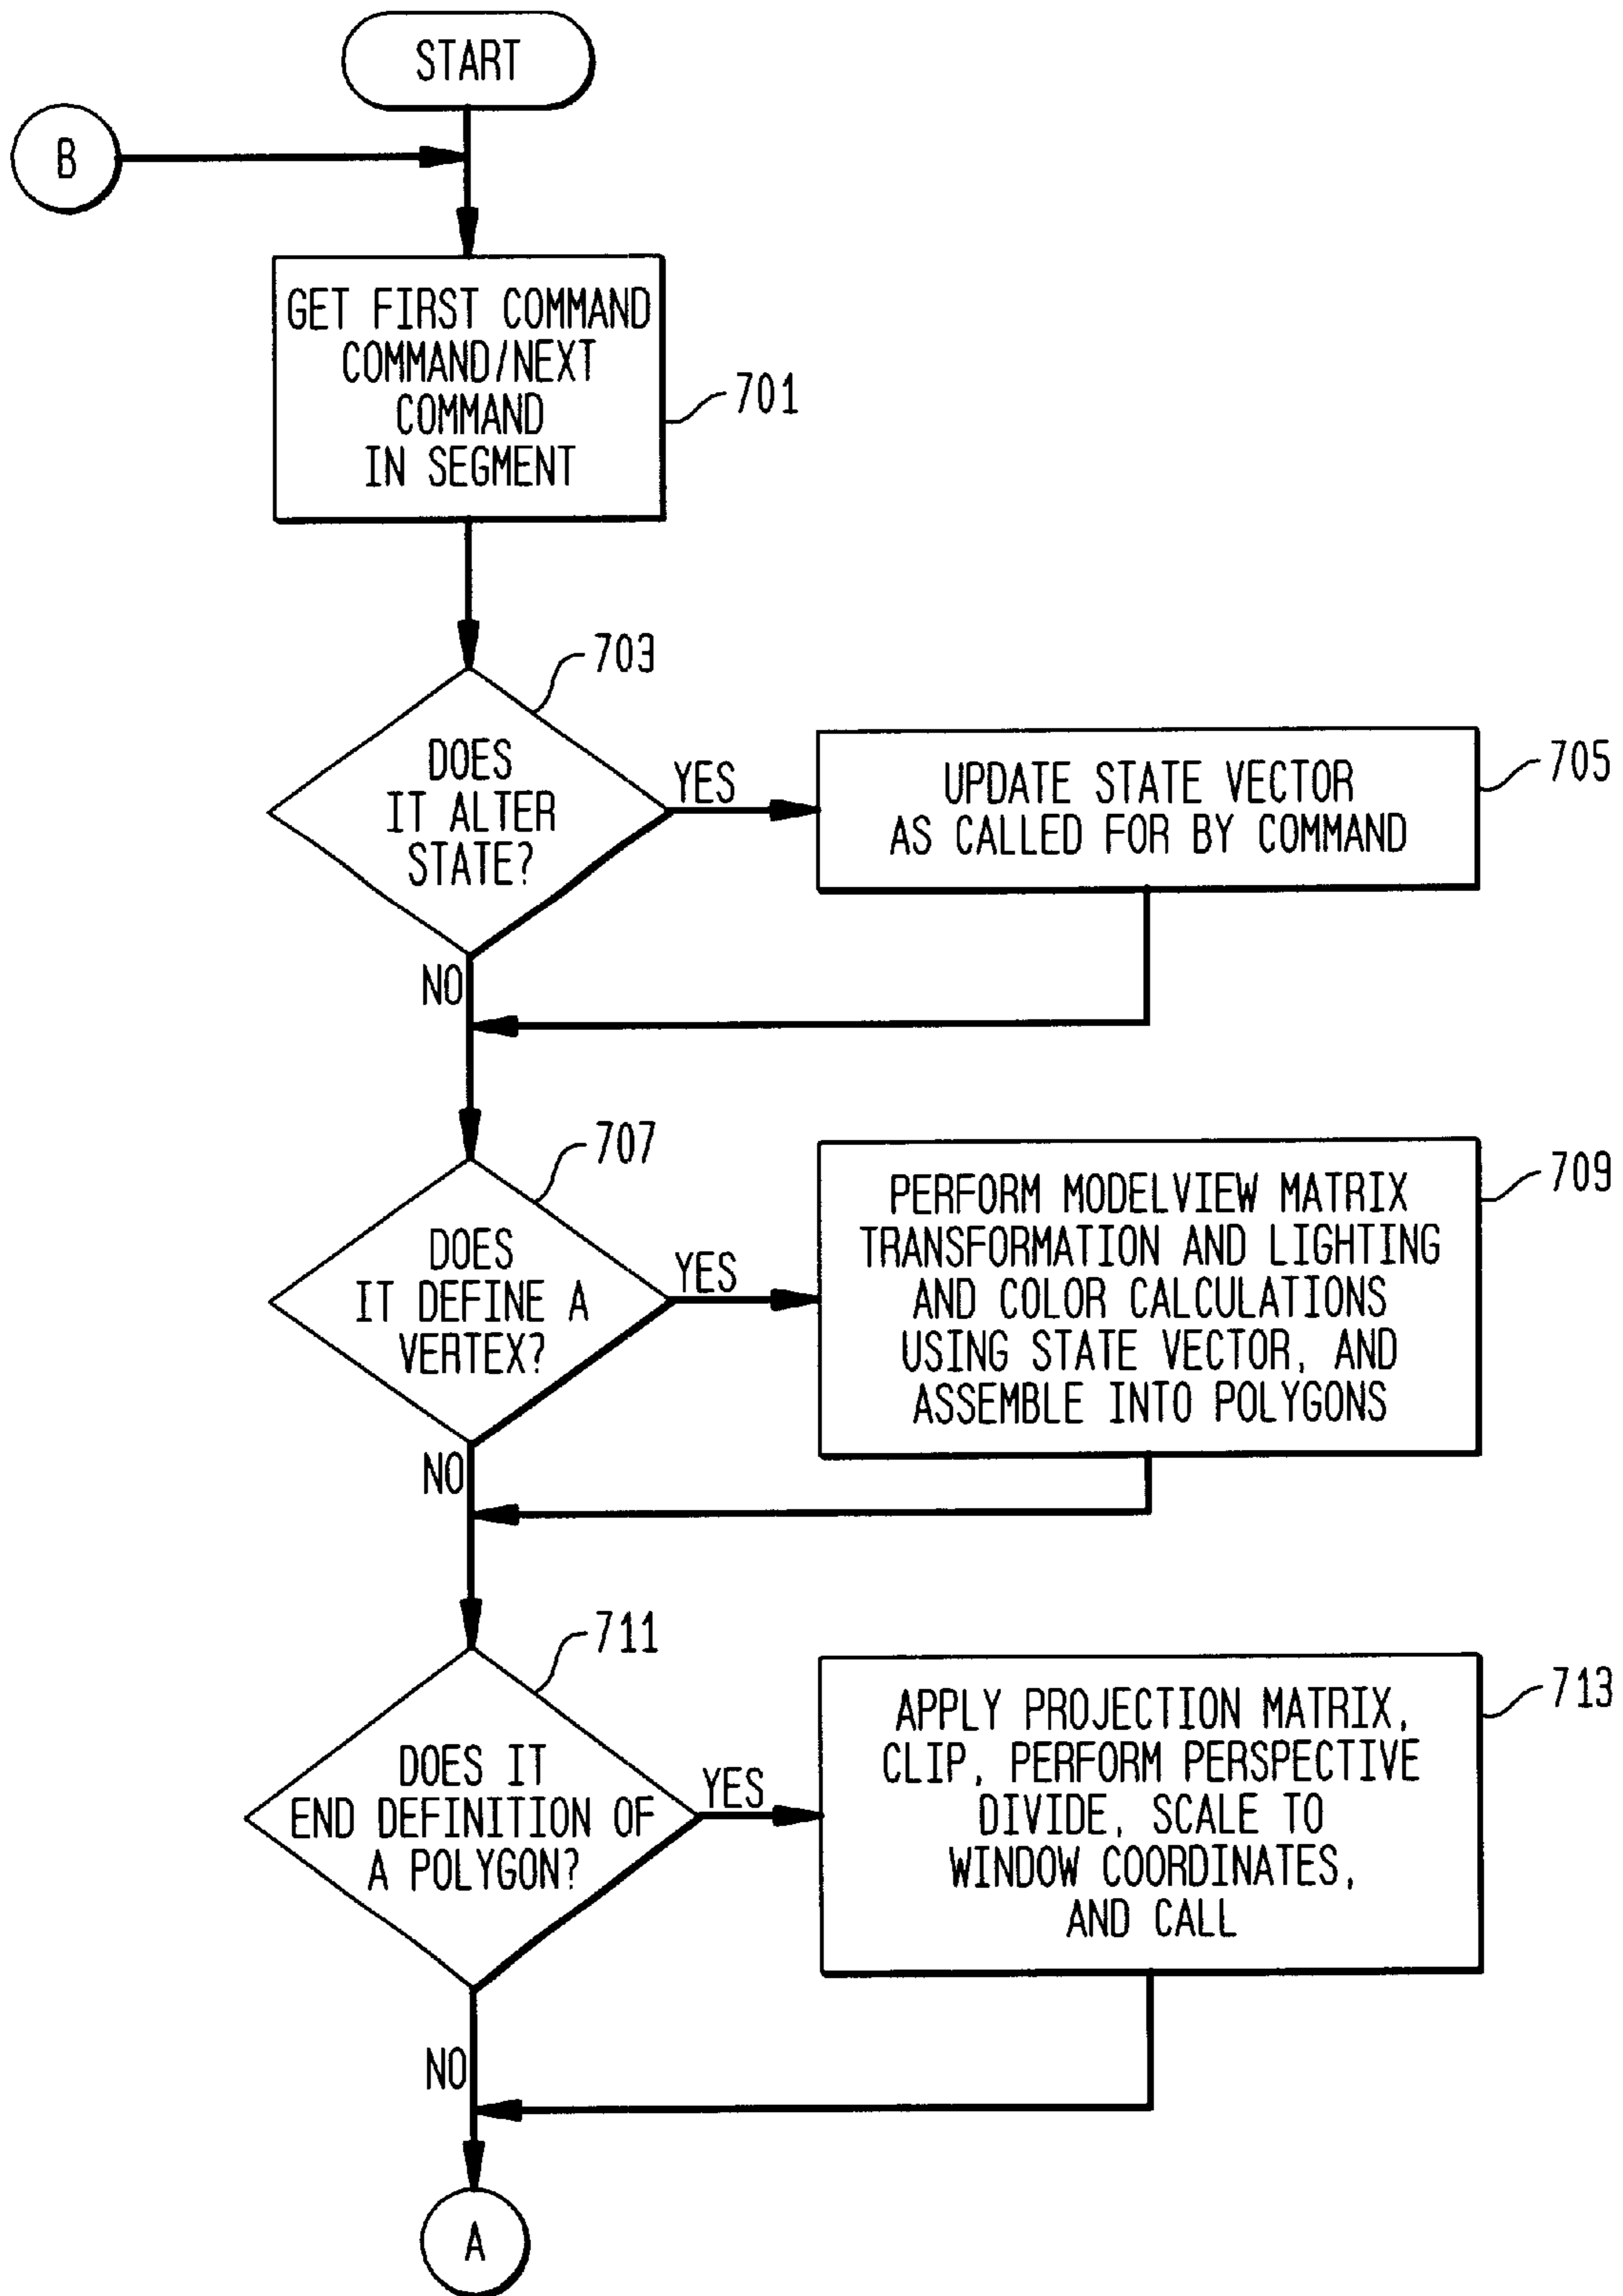 START
B
GET FIRST COMMAND
COMMAND/NEXT
COMMAND
IN SEGMENT
701
703
DOES
IT ALTER
STATE?
YES
UPDATE STATE VECTOR
AS CALLED FOR BY COMMAND
705
NO
707
DOES
IT DEFINE A
VERTEX?
YES
PERFORM MODELVIEW MATRIX
TRANSFORMATION AND LIGHTING
AND COLOR CALCULATIONS
USING STATE VECTOR, AND
ASSEMBLE INTO POLYGONS
709
NO
711
DOES IT
END DEFINITION OF
A POLYGON?
YES
APPLY PROJECTION MATRIX,
CLIP, PERFORM PERSPECTIVE
DIVIDE, SCALE TO
WINDOW COORDINATES,
AND CALL
713
NO
A